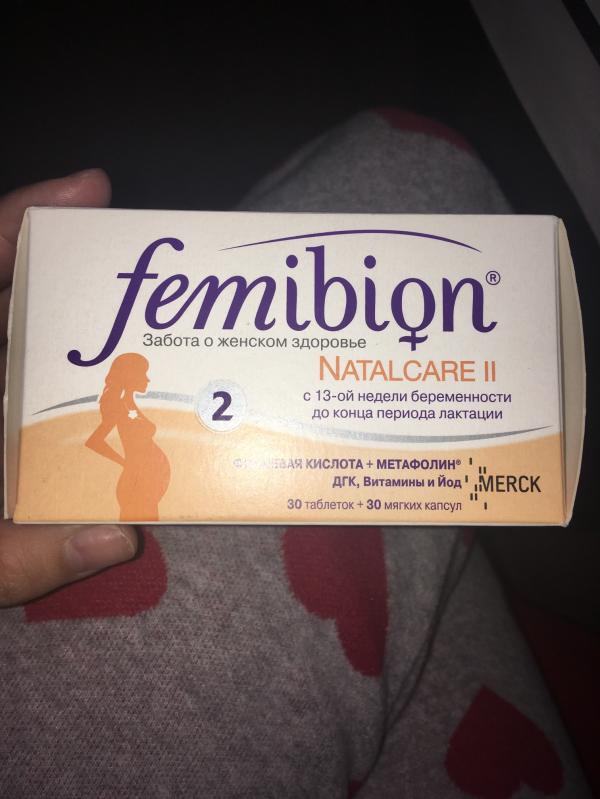 femibion®
Забота о женском здоровье
NATALCARE II
2
с 13-ой недели беременности
до конца периода лактации
КИСЛОТА + МЕТАФОЛИН®
ДГК, Витамины и Йод
MERCK
30 таблеток + 30 мягких капсул